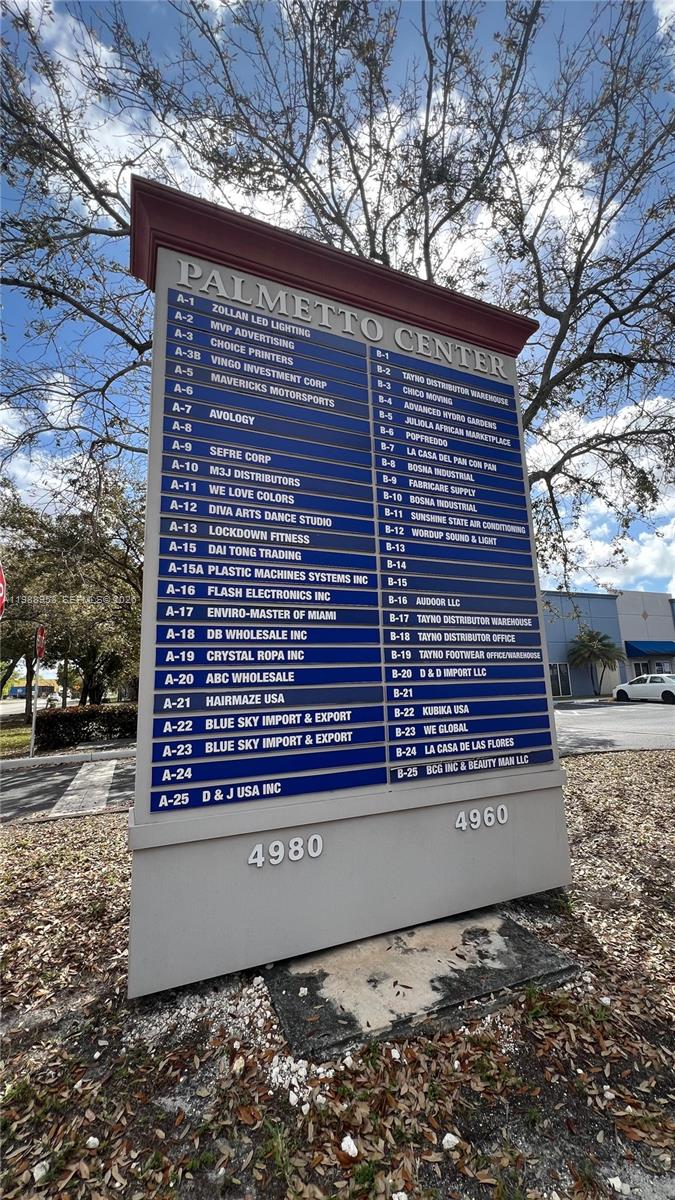 PALMETTO CENTER
A-1 ZOLLAN LED LIGHTING
A-2 MVP ADVERTISING
A-3 CHOICE PRINTERS
A-3B VINGO INVESTMENT CORP
A-5 MAVERICKS MOTORSPORTS
A-6
A-7 AVOLOGY
A-8
A-9 SEFRE CORP
A-10 M3J DISTRIBUTORS
A-11 WE LOVE COLORS
A-12 DIVA ARTS DANCE STUDIO
A-13 LOCKDOWN FITNESS
A-15 DAI TONG TRADING
A-15A PLASTIC MACHINES SYSTEMS INC
A-16 FLASH ELECTRONICS INC
A-17 ENVIRO-MASTER OF MIAMI
A-18 DB WHOLESALE INC
A-19 CRYSTAL ROPA INC
A-20 ABC WHOLESALE
A-21 HAIRMAZE USA
A-22 BLUE SKY IMPORT & EXPORT
A-23 BLUE SKY IMPORT & EXPORT
A-24
A-25 D & J USA INC
B-1
B-2 TAYNO DISTRIBUTOR WAREHOUSE
B-3 CHICO MOVING
B-4 ADVANCED HYDRO GARDENS
B-5 JULIOLA AFRICAN MARKETPLACE
B-6 POPFREDDO
B-7 LA CASA DEL PAN CON PAN
B-8 BOSNA INDUSTRIAL
B-9 FABRICARE SUPPLY
B-10 BOSNA INDUSTRIAL
B-11 SUNSHINE STATE AIR CONDITIONING
B-12 WORDUP SOUND & LIGHT
B-13
B-14
B-15
B-16 AUDOOR LLC
B-17 TAYNO DISTRIBUTOR WAREHOUSE
B-18 TAYNO DISTRIBUTOR OFFICE
B-19 TAYNO FOOTWEAR OFFICE/WAREHOUSE
B-20 D & D IMPORT LLC
B-21
B-22 KUBIKA USA
B-23 WE GLOBAL
B-24 LA CASA DE LAS FLORES
B-25 BCG INC & BEAUTY MAN LLC
4980
4960